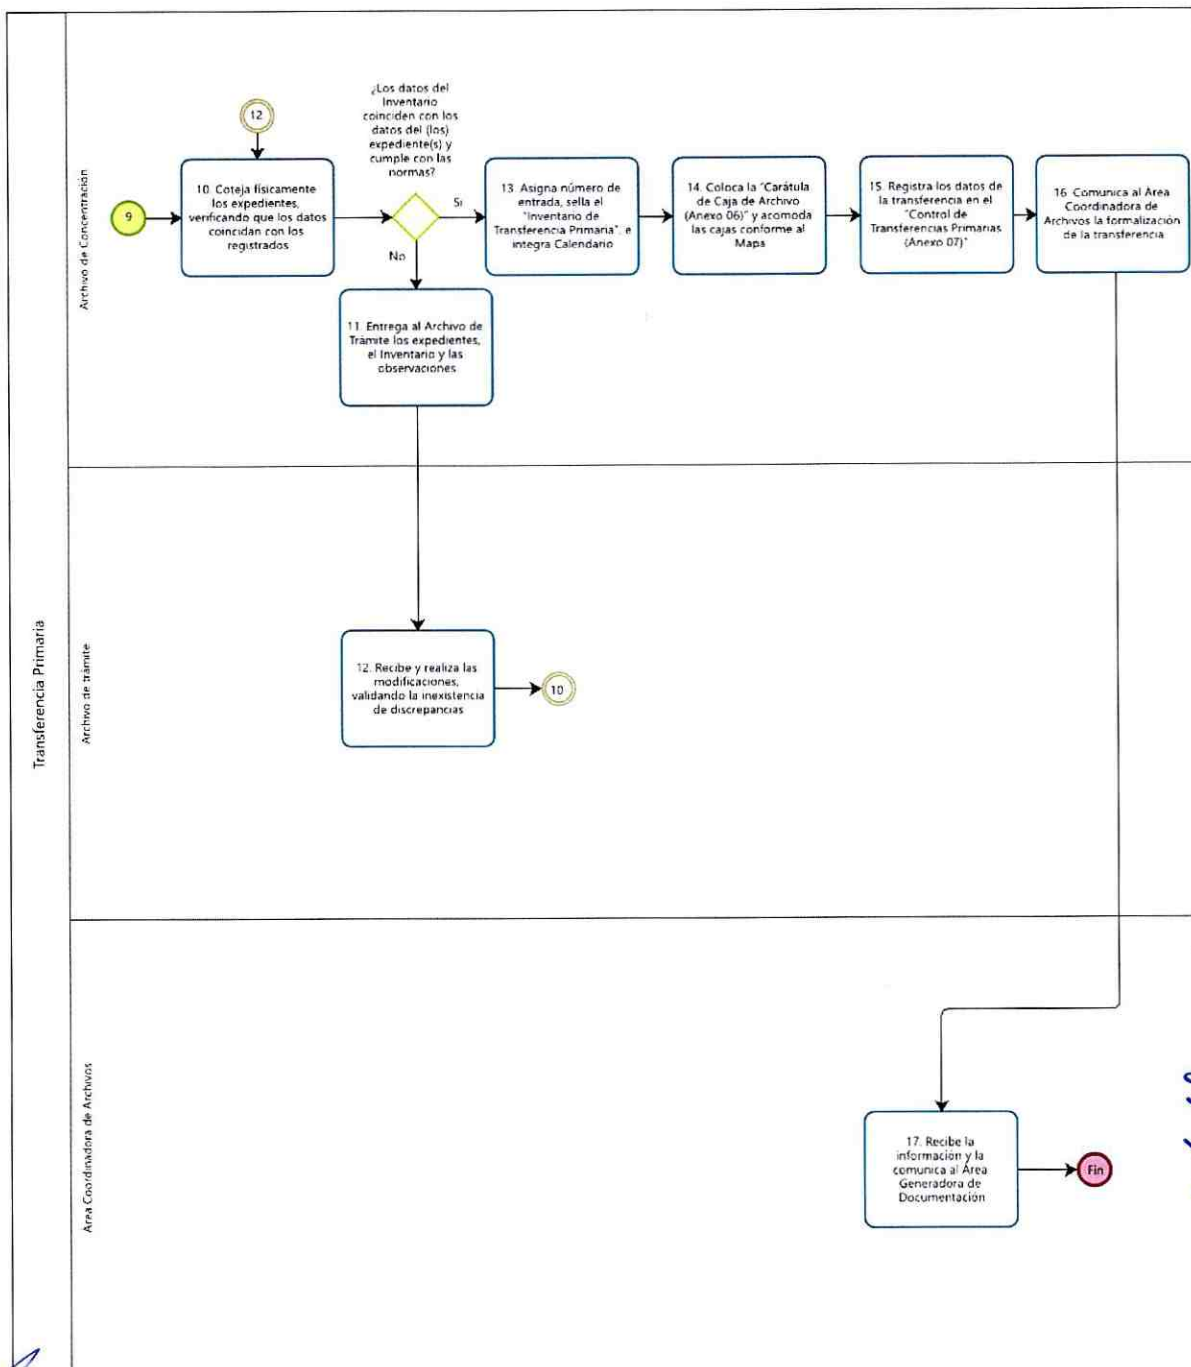 Transferencia Primaria
Archivo de Concentración
12
¿Los datos del
Inventario
coinciden con los
datos del (los)
expediente(s) y
cumple con las
normas?
9
10. Coteja físicamente
los expedientes,
verificando que los datos
coincidan con los
registrados
Si
No
13. Asigna número de
entrada, sella el
"Inventario de
Transferencia Primaria", e
integra Calendario
14. Coloca la "Carátula
de Caja de Archivo
(Anexo 06)" y acomoda
las cajas conforme al
Mapa
15. Registra los datos de
la transferencia en el
"Control de
Transferencias Primarias
(Anexo 07)"
16. Comunica al Área
Coordinadora de
Archivos la formalización
de la transferencia
11. Entrega al Archivo de
Trámite los expedientes,
el Inventario y las
observaciones
Archivo de trámite
12. Recibe y realiza las
modificaciones,
validando la inexistencia
de discrepancias
10
Area Coordinadora de Archivos
17. Recibe la
información y la
comunica al Área
Generadora de
Documentación
Fin